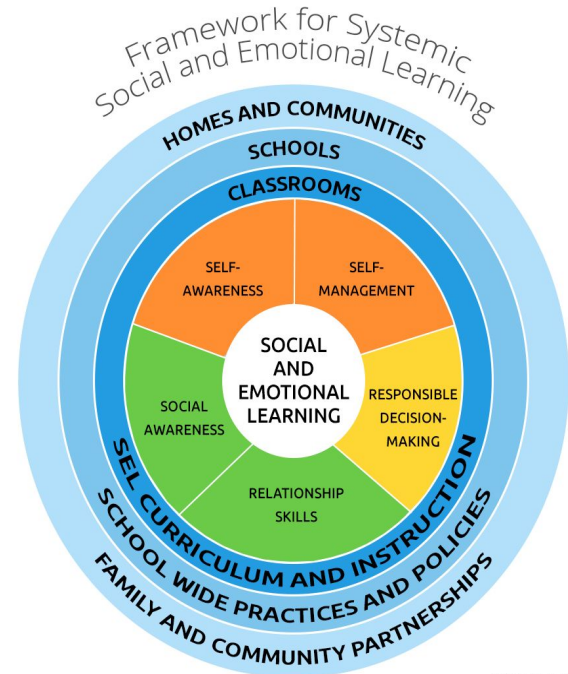 Framework for Systemic
Social and Emotional Learning
HOMES AND COMMUNITIES
SCHOOLS
CLASSROOMS
SELF-
AWARENESS
SELF-
MANAGEMENT
SOCIAL
AND
EMOTIONAL
LEARNING
SOCIAL
AWARENESS
RESPONSIBLE
DECISION-
MAKING
RELATIONSHIP
SKILLS
SEL CURRICULUM AND INSTRUCTION
SCHOOL WIDE PRACTICES AND POLICIES
FAMILY AND COMMUNITY PARTNERSHIPS